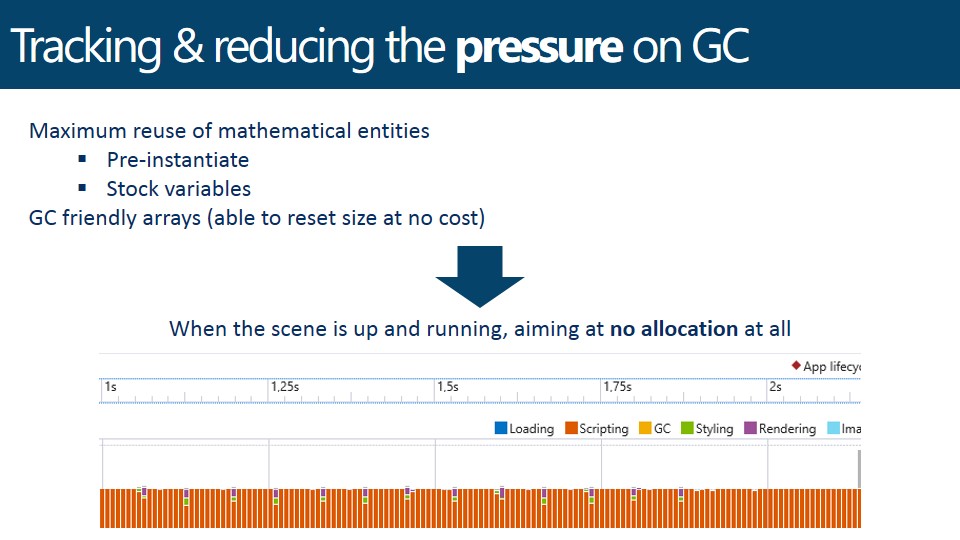 Tracking & reducing the pressure on GC
Maximum reuse of mathematical entities
▪ Pre-instantiate
▪ Stock variables
GC friendly arrays (able to reset size at no cost)
When the scene is up and running, aiming at no allocation at all
App lifecyc
1s 1,25s 1,5s 1,75s 2s
Loading Scripting GC Styling Rendering Ima